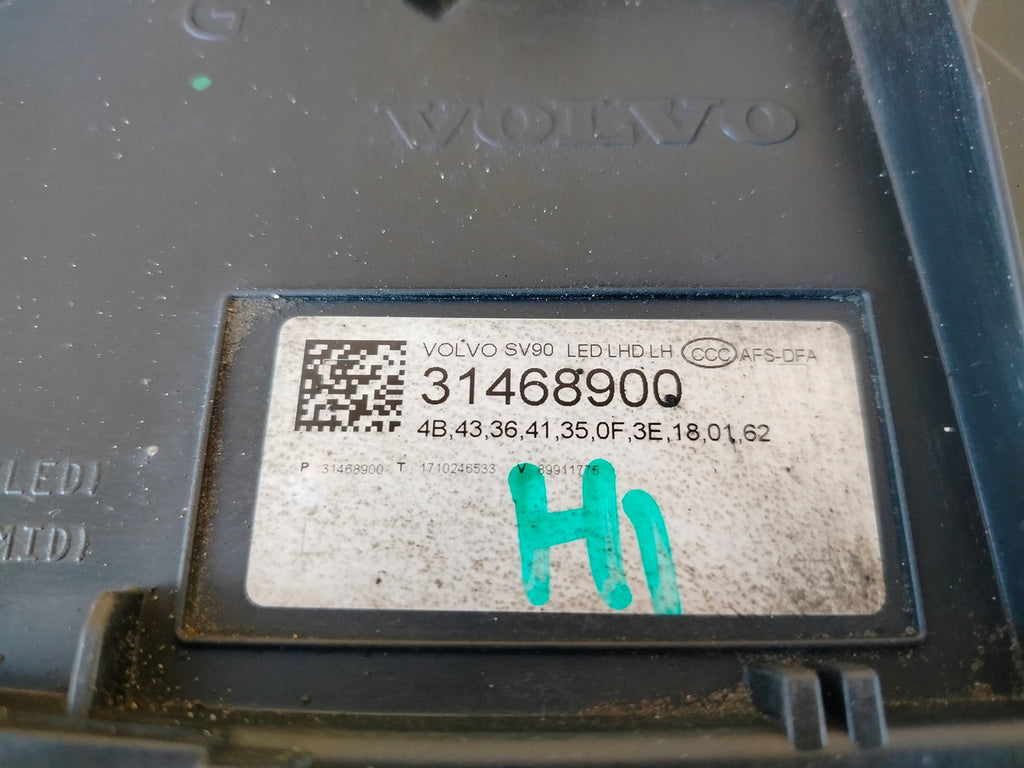 VOLVO
VOLVO SV90 LED LHD LH CCC AFS-DFA
31468900
4B,43,36,41,35,0F,3E,18,01,62
P 31468900 T 1710246533 V 89911775
H1
LED)
MID)